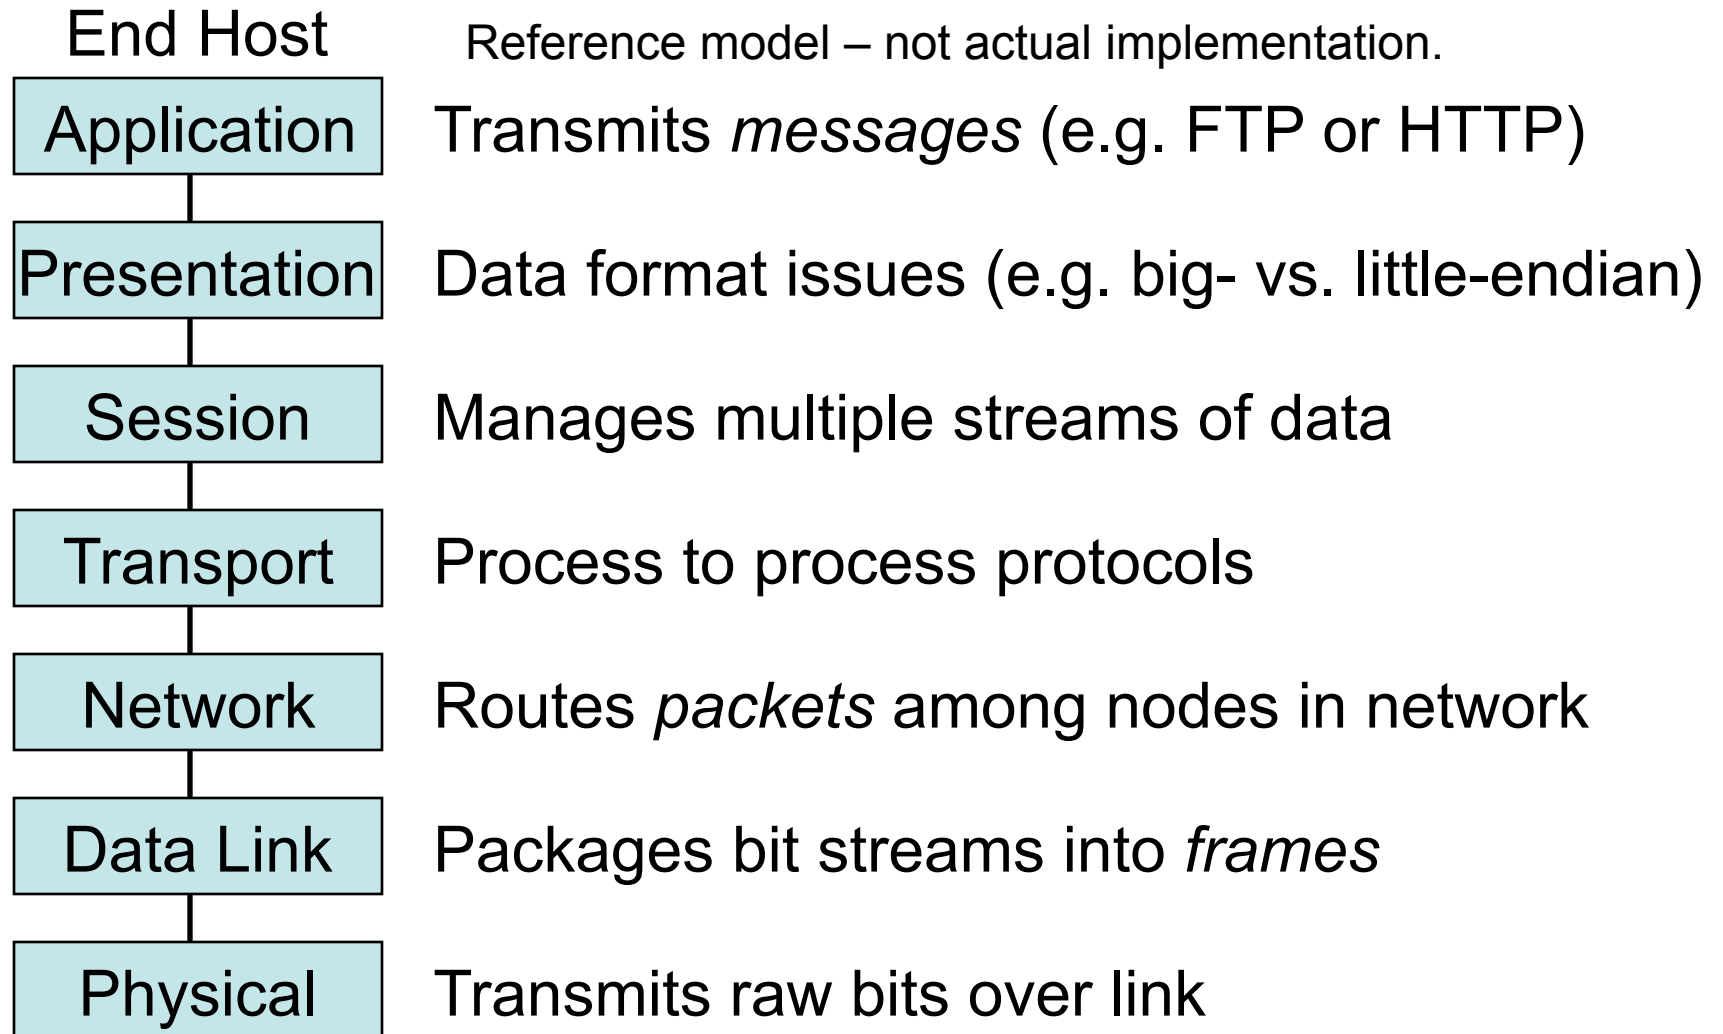 End Host
Reference model – not actual implementation.
Application
Transmits messages (e.g. FTP or HTTP)
Presentation
Data format issues (e.g. big- vs. little-endian)
Session
Manages multiple streams of data
Transport
Process to process protocols
Network
Routes packets among nodes in network
Data Link
Packages bit streams into frames
Physical
Transmits raw bits over link